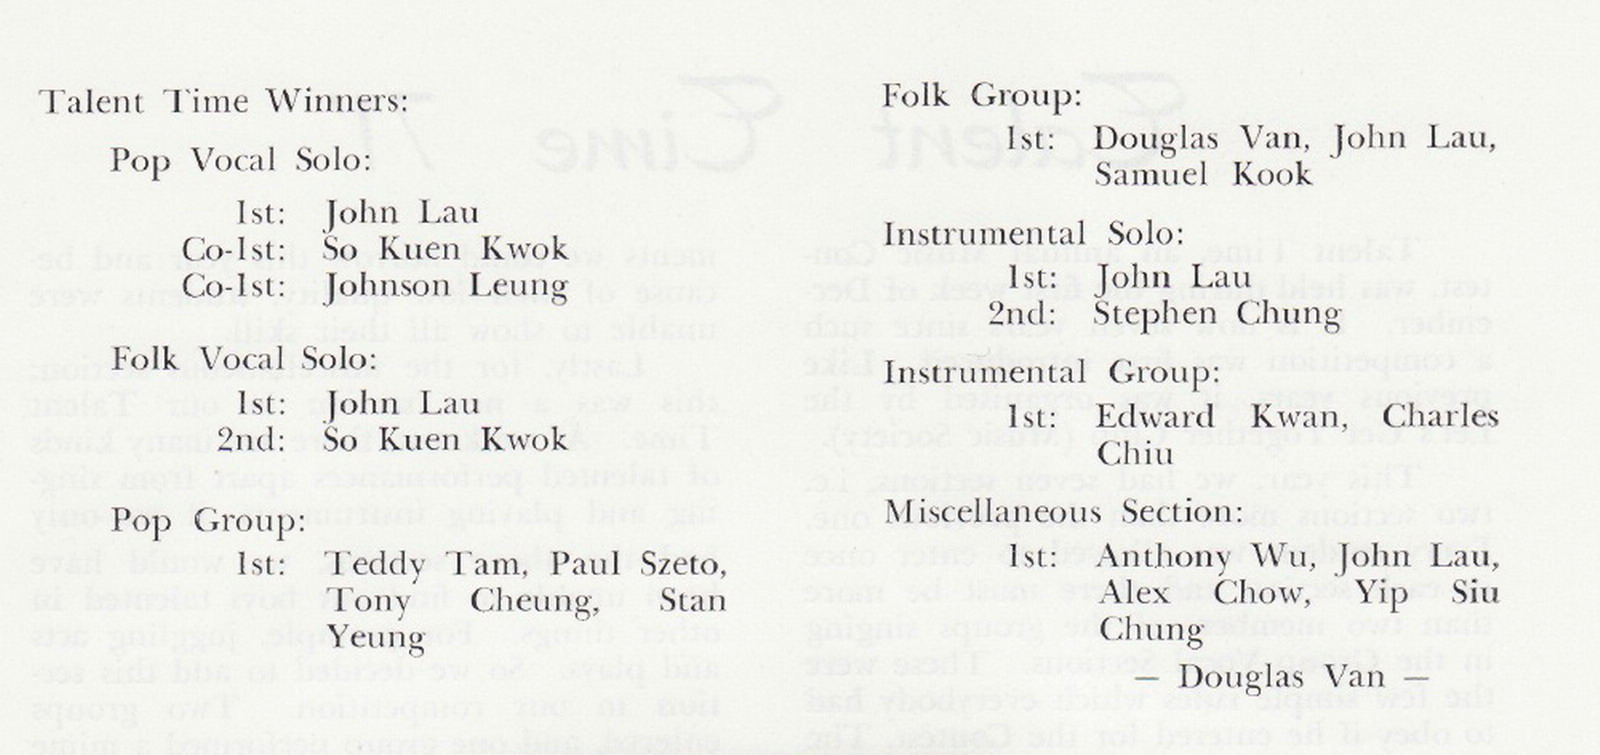 Talent Time Winners:
Pop Vocal Solo:
1st: John Lau
Co-1st: So Kuen Kwok
Co-1st: Johnson Leung
Folk Vocal Solo:
1st: John Lau
2nd: So Kuen Kwok
Pop Group:
1st: Teddy Tam, Paul Szeto,
Tony Cheung, Stan
Yeung
Folk Group:
1st: Douglas Van, John Lau,
Samuel Kook
Instrumental Solo:
1st: John Lau
2nd: Stephen Chung
Instrumental Group:
1st: Edward Kwan, Charles
Chiu
Miscellaneous Section:
1st: Anthony Wu, John Lau,
Alex Chow, Yip Siu
Chung
— Douglas Van —